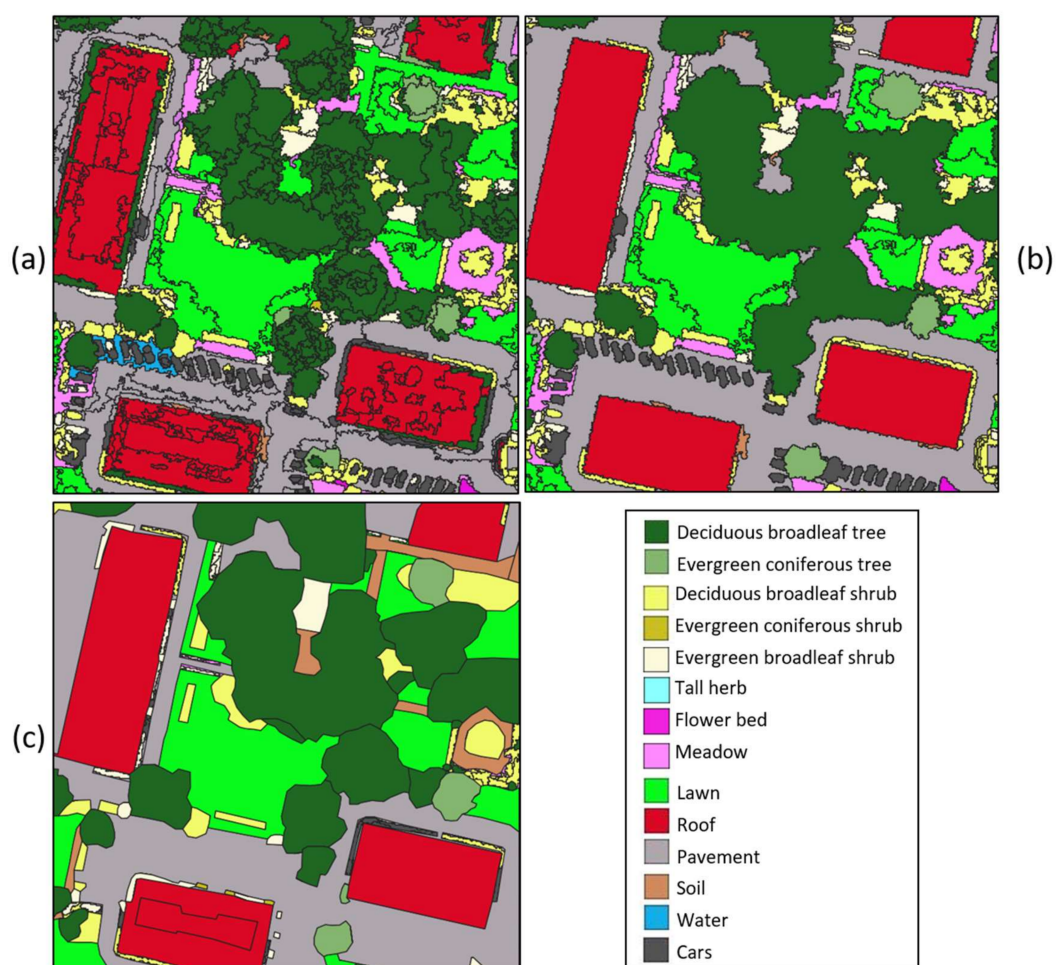 (a)
(b)
(c)
Deciduous broadleaf tree
Evergreen coniferous tree
Deciduous broadleaf shrub
Evergreen coniferous shrub
Evergreen broadleaf shrub
Tall herb
Flower bed
Meadow
Lawn
Roof
Pavement
Soil
Water
Cars